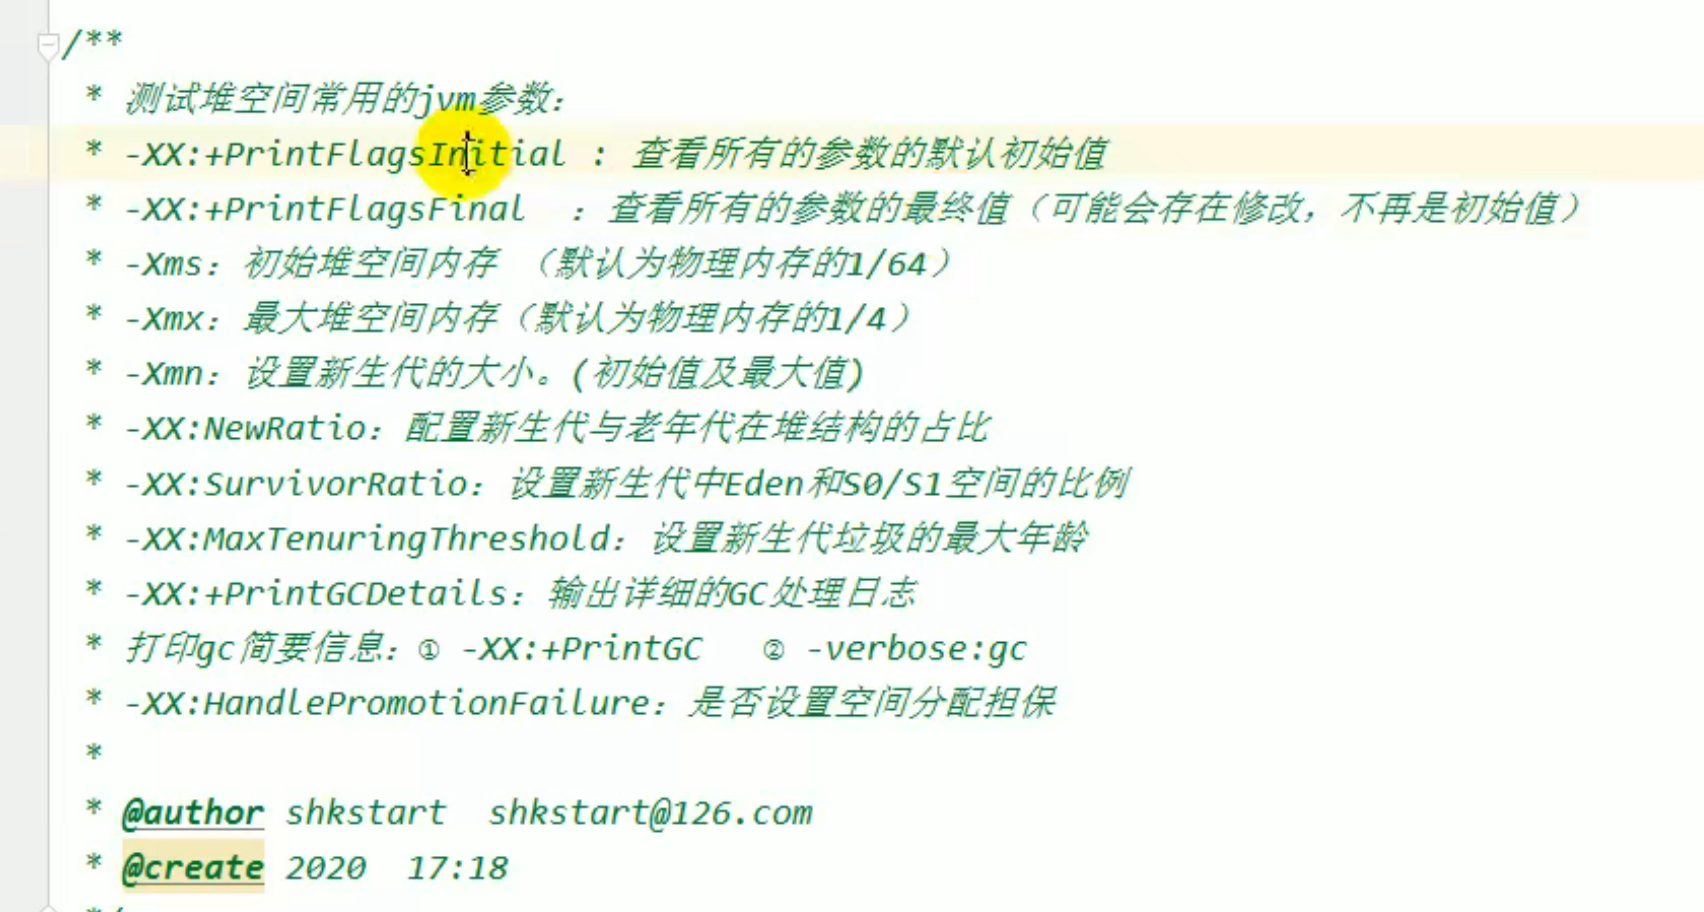 /**
* 测试堆空间常用的jvm参数：
* -XX:+PrintFlagsInitial : 查看所有的参数的默认初始值
* -XX:+PrintFlagsFinal  ：查看所有的参数的最终值（可能会存在修改，不再是初始值）
* -Xms：初始堆空间内存 （默认为物理内存的1/64）
* -Xmx：最大堆空间内存（默认为物理内存的1/4）
* -Xmn：设置新生代的大小。(初始值及最大值)
* -XX:NewRatio：配置新生代与老年代在堆结构的占比
* -XX:SurvivorRatio：设置新生代中Eden和S0/S1空间的比例
* -XX:MaxTenuringThreshold：设置新生代垃圾的最大年龄
* -XX:+PrintGCDetails：输出详细的GC处理日志
* 打印gc简要信息：① -XX:+PrintGC   ② -verbose:gc
* -XX:HandlePromotionFailure：是否设置空间分配担保
*
* @author shkstart  shkstart@126.com
* @create 2020  17:18
*/